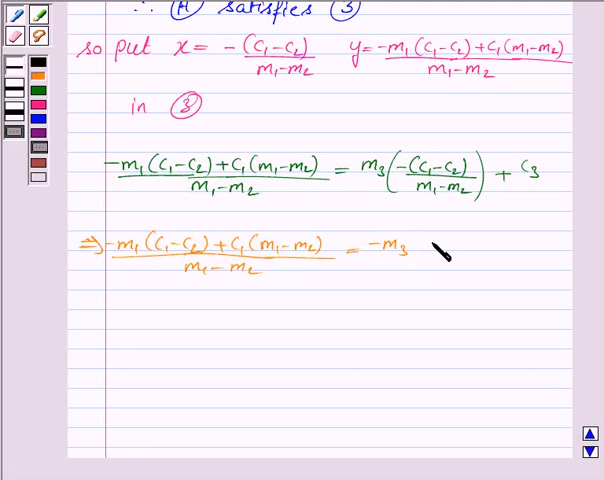 ∴ (A) satisfies (3)
so put x = -(c₁-c₂)/(m₁-m₂) y = (-m₁(c₁-c₂)+c₁(m₁-m₂))/(m₁-m₂)
in (3)
(-m₁(c₁-c₂)+c₁(m₁-m₂))/(m₁-m₂) = m₃(-(c₁-c₂)/(m₁-m₂)) + c₃
⇒ (-m₁(c₁-c₂)+c₁(m₁-m₂))/(m₁-m₂) = -m₃